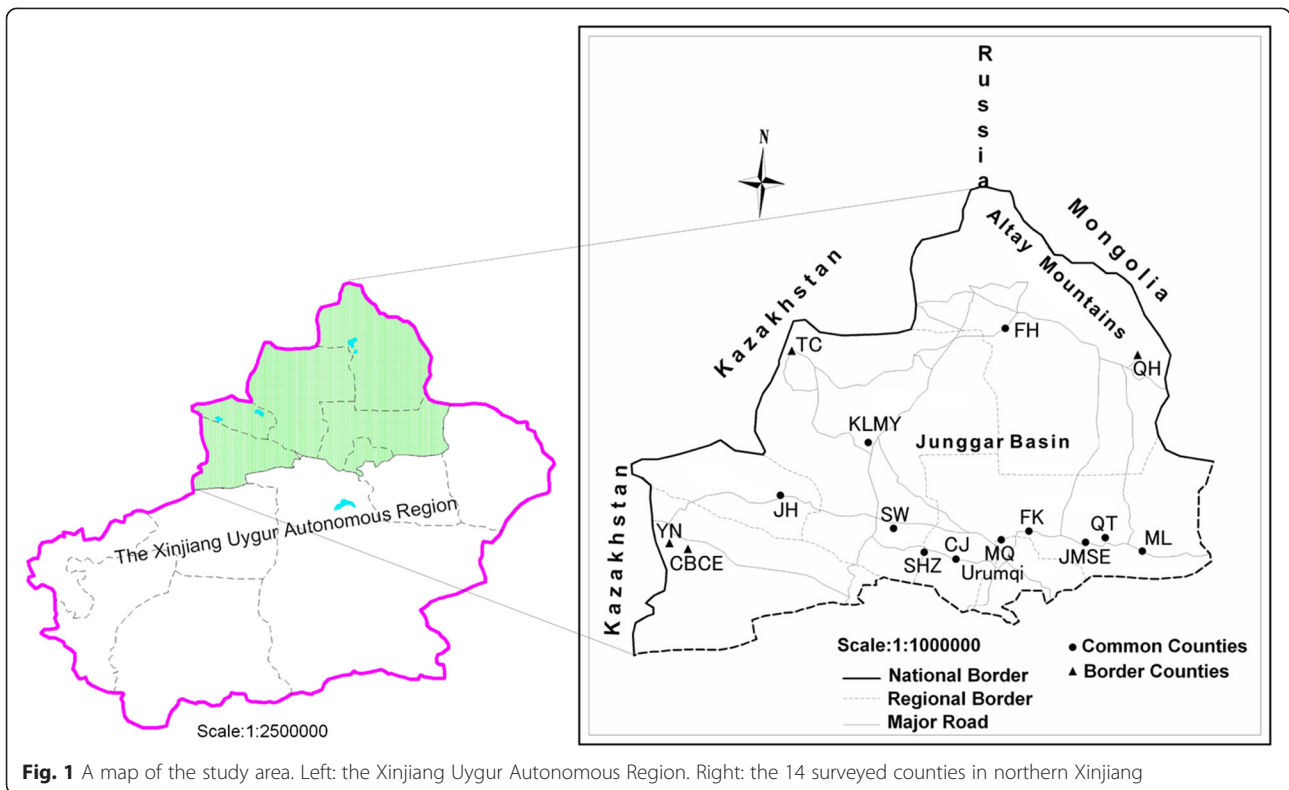 The Xinjiang Uygur Autonomous Region
Scale:1:2500000
Russia
N
Kazakhstan
Altay Mountains
Mongolia
TC
FH
QH
KLMY
Junggar Basin
Kazakhstan
JH
SW
FK
QT
ML
YN
CBCE
SHZ
CJ
MQ
JMSE
Urumqi
Scale:1:1000000
National Border
Regional Border
Major Road
Common Counties
Border Counties
Fig. 1 A map of the study area. Left: the Xinjiang Uygur Autonomous Region. Right: the 14 surveyed counties in northern Xinjiang